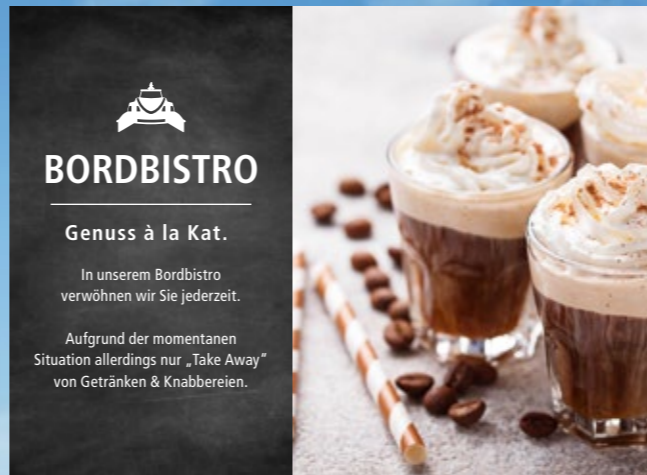 BORDBISTRO
Genuss à la Kat.
In unserem Bordbistro
verwöhnen wir Sie jederzeit.
Aufgrund der momentanen
Situation allerdings nur „Take Away“
von Getränken & Knabbereien.